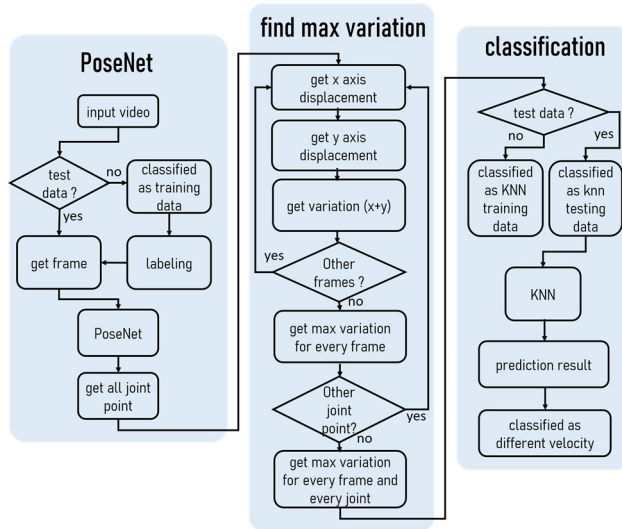 PoseNet
input video
test
data ?
no
classified
as training
data
yes
get frame
labeling
PoseNet
get all joint
point
find max variation
get x axis
displacement
get y axis
displacement
get variation (x+y)
yes
Other
frames ?
no
get max variation
for every frame
Other
joint
point?
yes
no
get max variation
for every frame and
every joint
classification
test data ?
no
yes
classified
as KNN
training
data
classified
as knn
testing
data
KNN
prediction result
classified as
different velocity